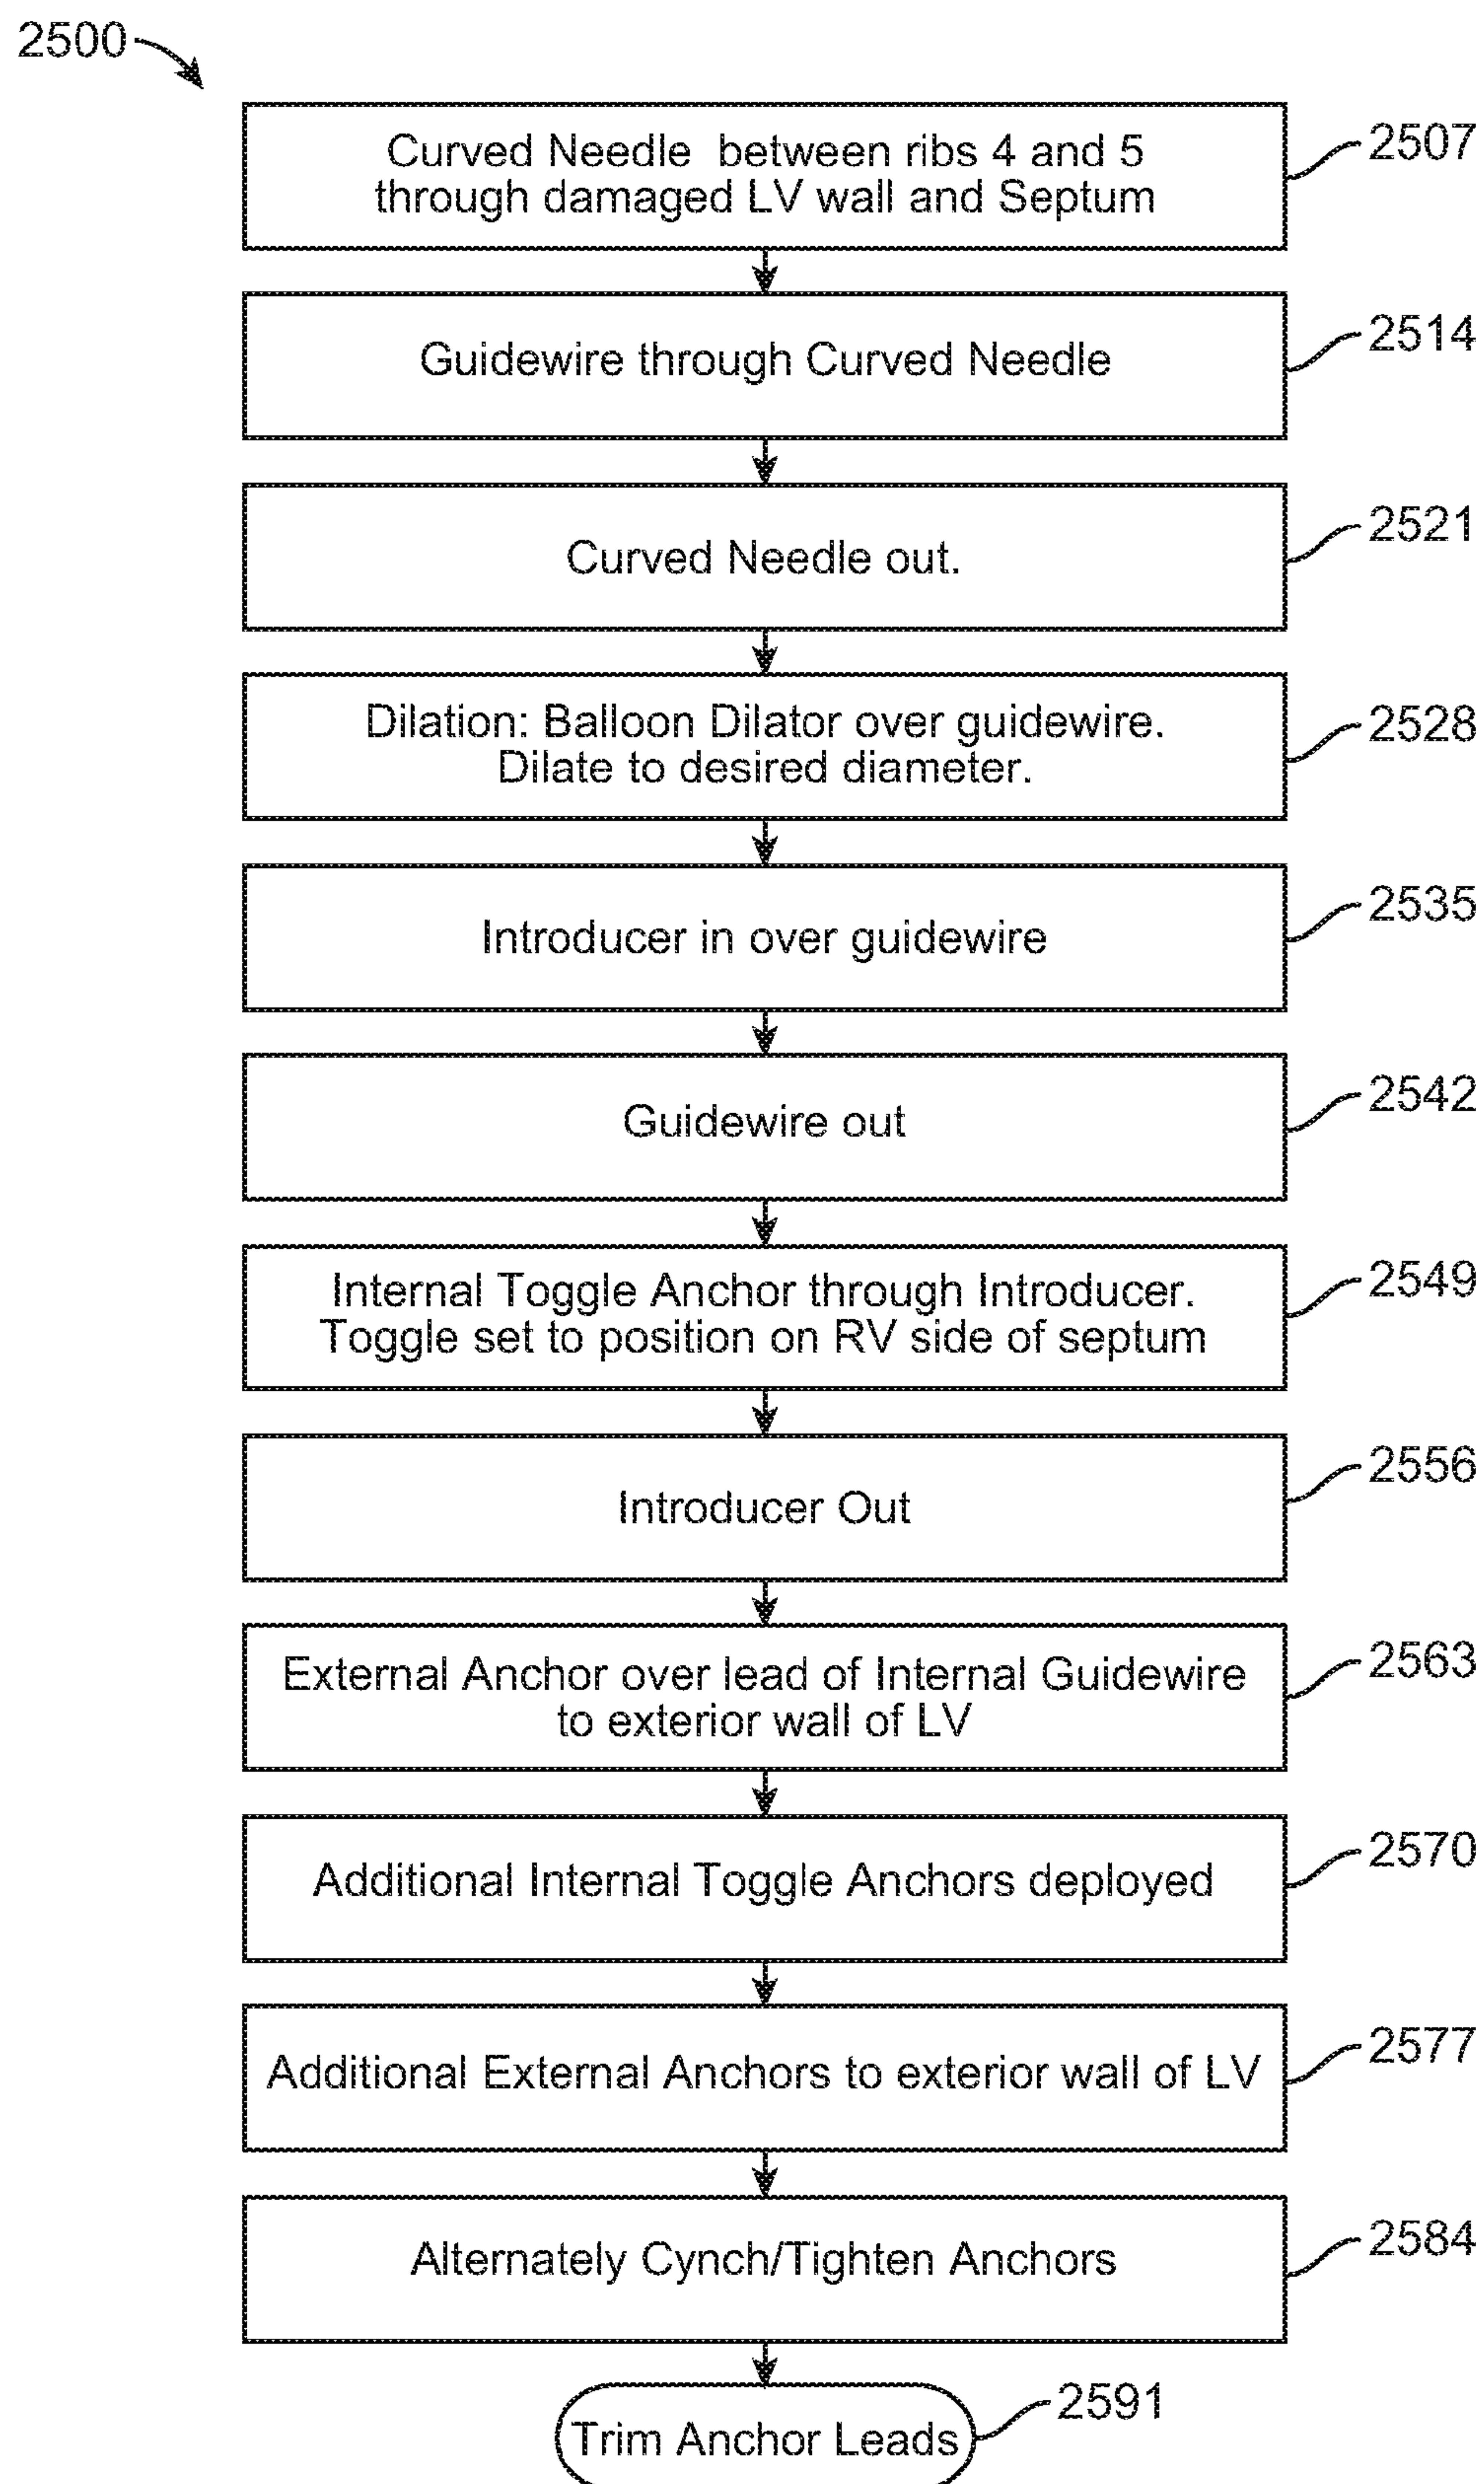 2500
Curved Needle between ribs 4 and 5
through damaged LV wall and Septum
2507
Guidewire through Curved Needle
2514
Curved Needle out.
2521
Dilation: Balloon Dilator over guidewire.
Dilate to desired diameter.
2528
Introducer in over guidewire
2535
Guidewire out
2542
Internal Toggle Anchor through Introducer.
Toggle set to position on RV side of septum
2549
Introducer Out
2556
External Anchor over lead of Internal Guidewire
to exterior wall of LV
2563
Additional Internal Toggle Anchors deployed
2570
Additional External Anchors to exterior wall of LV
2577
Alternately Cynch/Tighten Anchors
2584
Trim Anchor Leads
2591